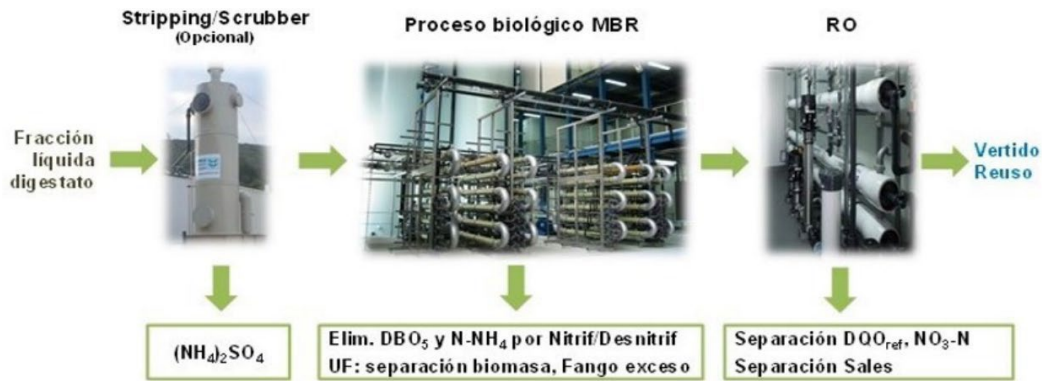 Stripping/Scrubber
(Opcional)
Proceso biológico MBR
RO
Fracción
líquida
digestato
Vertido
Reuso
(NH₄)₂SO₄
Elim. DBO₅ y N-NH₄ por Nitrif/Desnitrif
UF: separación biomasa, Fango exceso
Separación DQOref, NO₃-N
Separación Sales